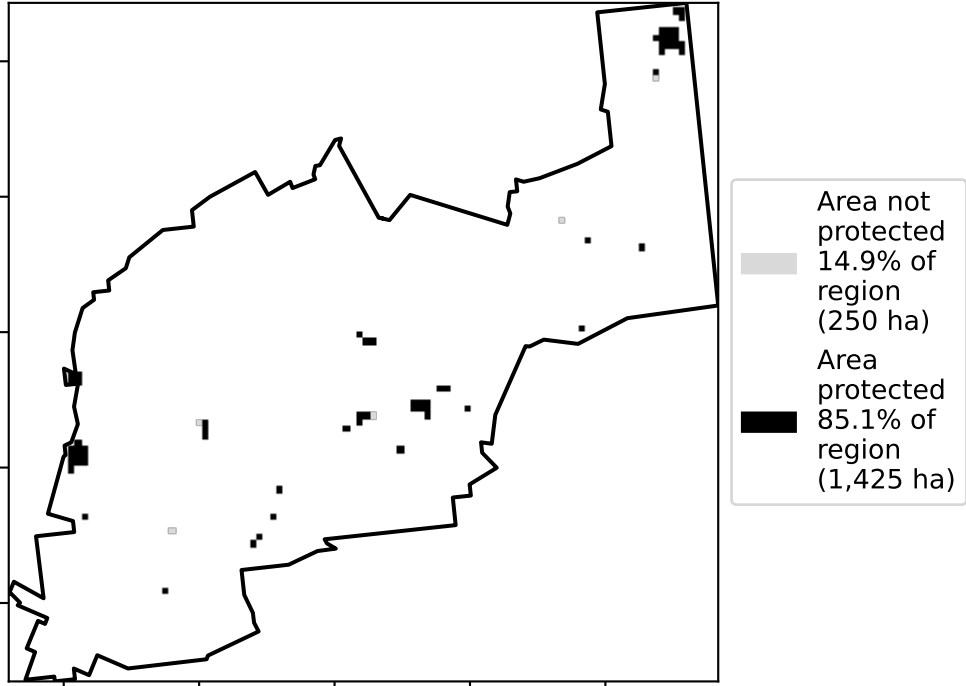 Area not
protected
14.9% of
region
(250 ha)
Area
protected
85.1% of
region
(1,425 ha)